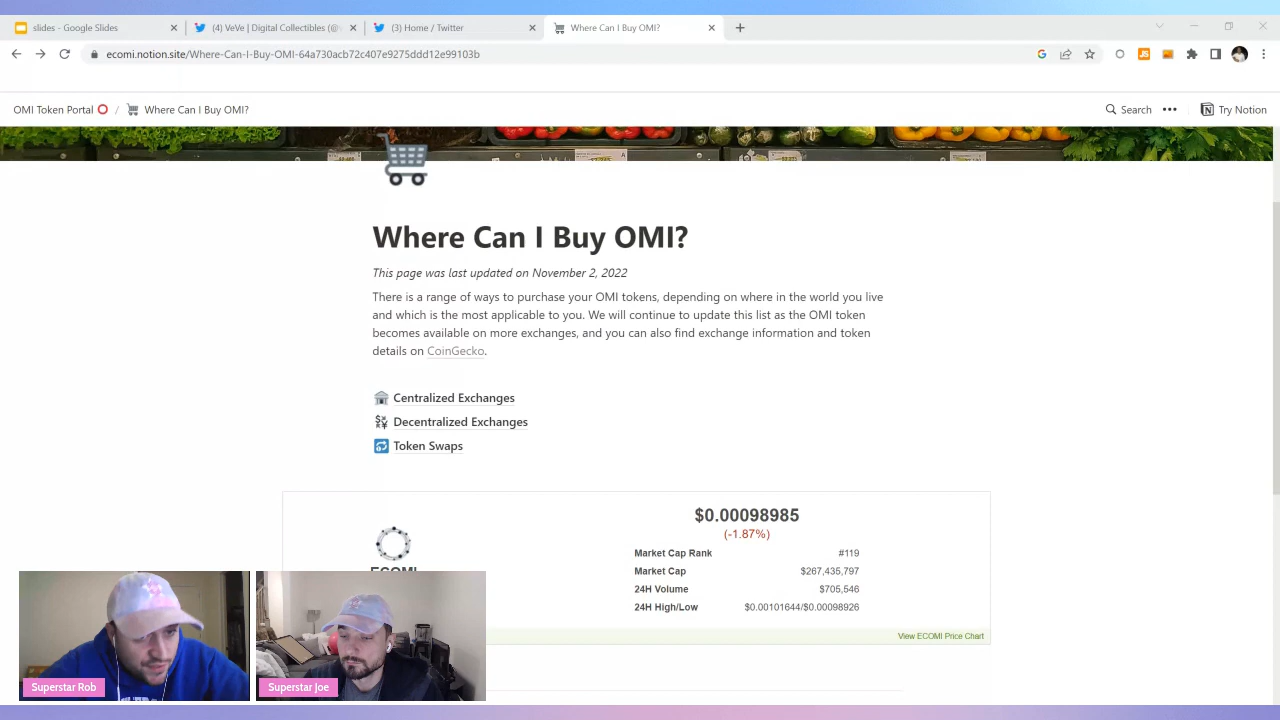 slides - Google Slides
(4) VeVe | Digital Collectibles (@
(3) Home / Twitter
Where Can I Buy OMI?
ecomi.notion.site/Where-Can-I-Buy-OMI-64a730acb72c407e9275ddd12e99103b
OMI Token Portal / Where Can I Buy OMI?
Search
Try Notion
Where Can I Buy OMI?
This page was last updated on November 2, 2022
There is a range of ways to purchase your OMI tokens, depending on where in the world you live
and which is the most applicable to you. We will continue to update this list as the OMI token
becomes available on more exchanges, and you can also find exchange information and token
details on CoinGecko.
Centralized Exchanges
Decentralized Exchanges
Token Swaps
$0.00098985
(-1.87%)
ECOMI
Market Cap Rank #119
Market Cap $267,435,797
24H Volume $705,546
24H High/Low $0.00101644/$0.00098926
View ECOMI Price Chart
Superstar Rob
Superstar Joe